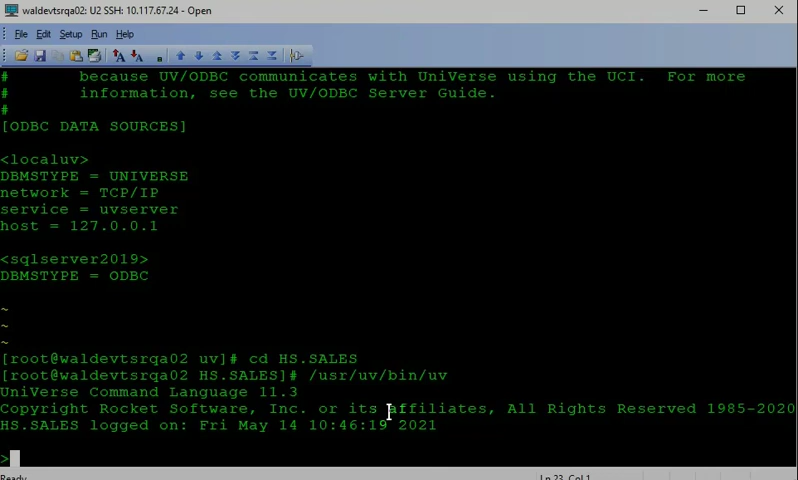 waldevtsrqa02: U2 SSH: 10.117.67.24 - Open
File Edit Setup Run Help
#       because UV/ODBC communicates with UniVerse using the UCI.  For more
#       information, see the UV/ODBC Server Guide.
#
[ODBC DATA SOURCES]
<localuv>
DBMSTYPE = UNIVERSE
network = TCP/IP
service = uvserver
host = 127.0.0.1
<sqlserver2019>
DBMSTYPE = ODBC
~
~
~
[root@waldevtsrqa02 uv]# cd HS.SALES
[root@waldevtsrqa02 HS.SALES]# /usr/uv/bin/uv
UniVerse Command Language 11.3
Copyright Rocket Software, Inc. or its affiliates, All Rights Reserved 1985-2020
HS.SALES logged on: Fri May 14 10:46:19 2021
>
Ready Ln 23, Col 1